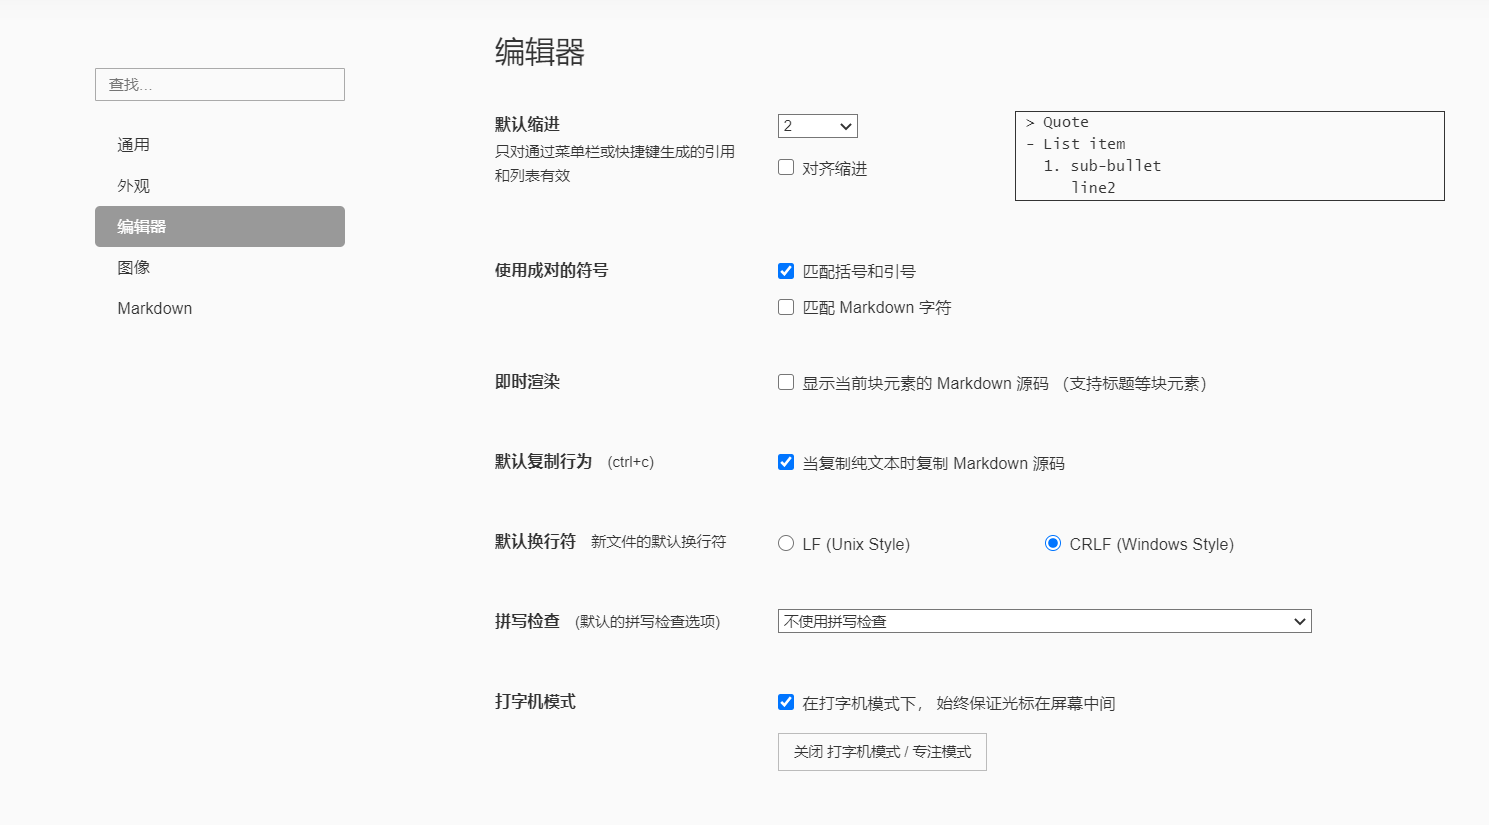 查找...
通用
外观
编辑器
图像
Markdown
编辑器
默认缩进
只对通过菜单栏或快捷键生成的引用
和列表有效
2
对齐缩进
> Quote
- List item
  1. sub-bullet
     line2
使用成对的符号
匹配括号和引号
匹配 Markdown 字符
即时渲染
显示当前块元素的 Markdown 源码 （支持标题等块元素）
默认复制行为 (ctrl+c)
当复制纯文本时复制 Markdown 源码
默认换行符 新文件的默认换行符
LF (Unix Style)
CRLF (Windows Style)
拼写检查 (默认的拼写检查选项)
不使用拼写检查
打字机模式
在打字机模式下， 始终保证光标在屏幕中间
关闭 打字机模式 / 专注模式